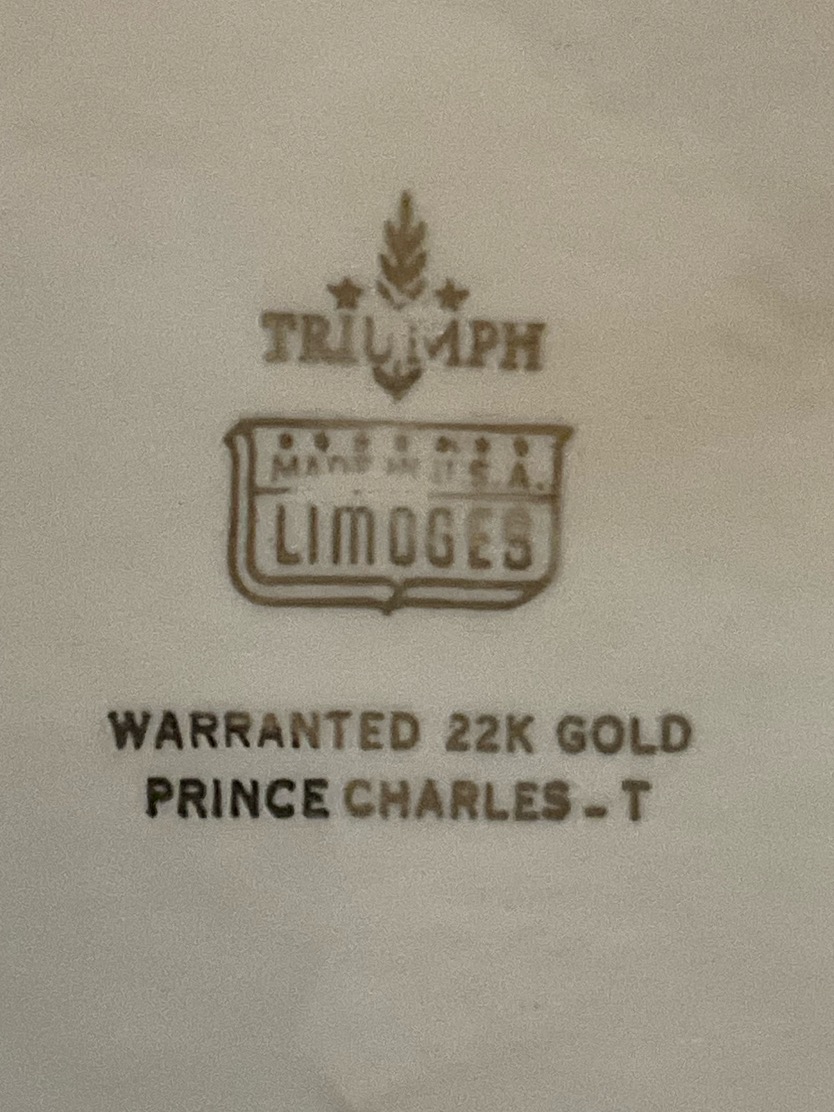 TRIUMPH
MADE IN U.S.A.
LIMOGES
WARRANTED 22K GOLD
PRINCE CHARLES - T